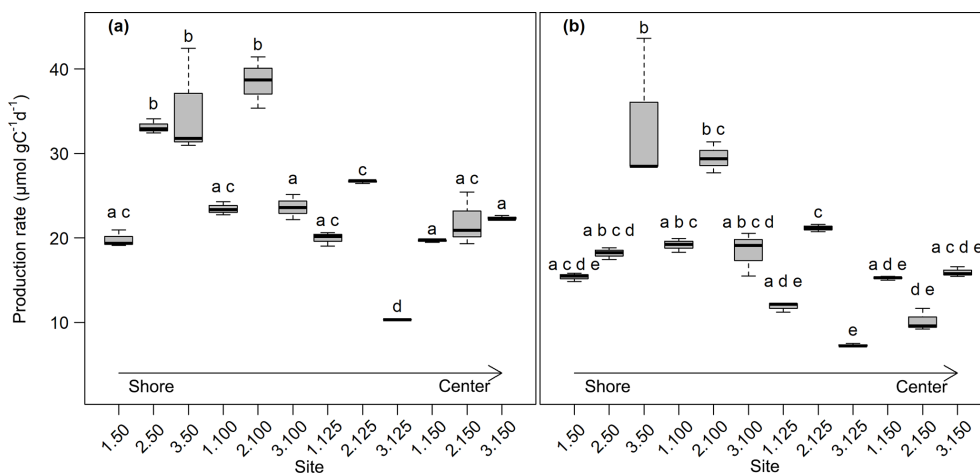 (a)
(b)
Production rate (μmol gC⁻¹d⁻¹)
40
30
20
10
a c
b
b
a c
b
a
a c
c
d
a
a c
a
a c d e
a b c d
b
a b c
b c
a b c d
a d e
c
e
a d e
d e
a c d e
Shore
Center
Shore
Center
1.50
2.50
3.50
1.100
2.100
3.100
1.125
2.125
3.125
1.150
2.150
3.150
1.50
2.50
3.50
1.100
2.100
3.100
1.125
2.125
3.125
1.150
2.150
3.150
Site
Site